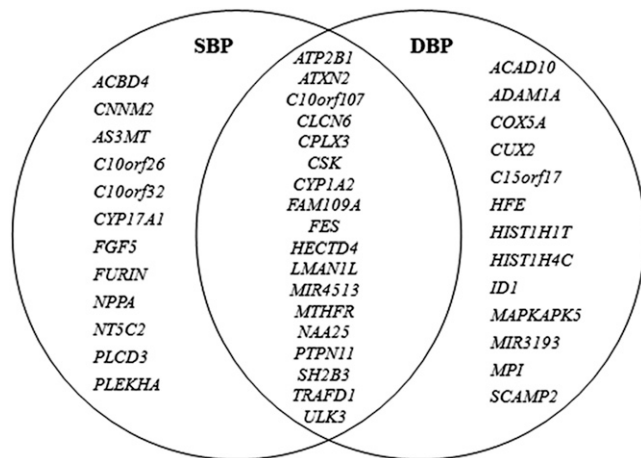 SBP
ACBD4
CNNM2
AS3MT
C10orf26
C10orf32
CYP17A1
FGF5
FURIN
NPPA
NT5C2
PLCD3
PLEKHA
ATP2B1
ATXN2
C10orf107
CLCN6
CPLX3
CSK
CYP1A2
FAM109A
FES
HECTD4
LMAN1L
MIR4513
MTHFR
NAA25
PTPN11
SH2B3
TRAFD1
ULK3
DBP
ACAD10
ADAM1A
COX5A
CUX2
C15orf17
HFE
HIST1H1T
HIST1H4C
ID1
MAPKAPK5
MIR3193
MPI
SCAMP2